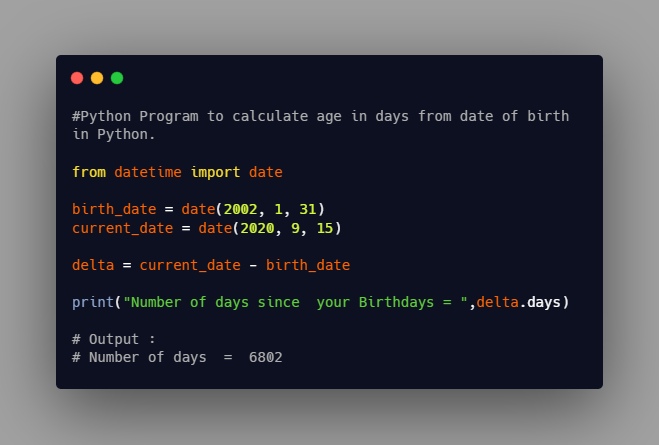 #Python Program to calculate age in days from date of birth
in Python.
from datetime import date
birth_date = date(2002, 1, 31)
current_date = date(2020, 9, 15)
delta = current_date - birth_date
print("Number of days since  your Birthdays = ",delta.days)
# Output :
# Number of days  =  6802